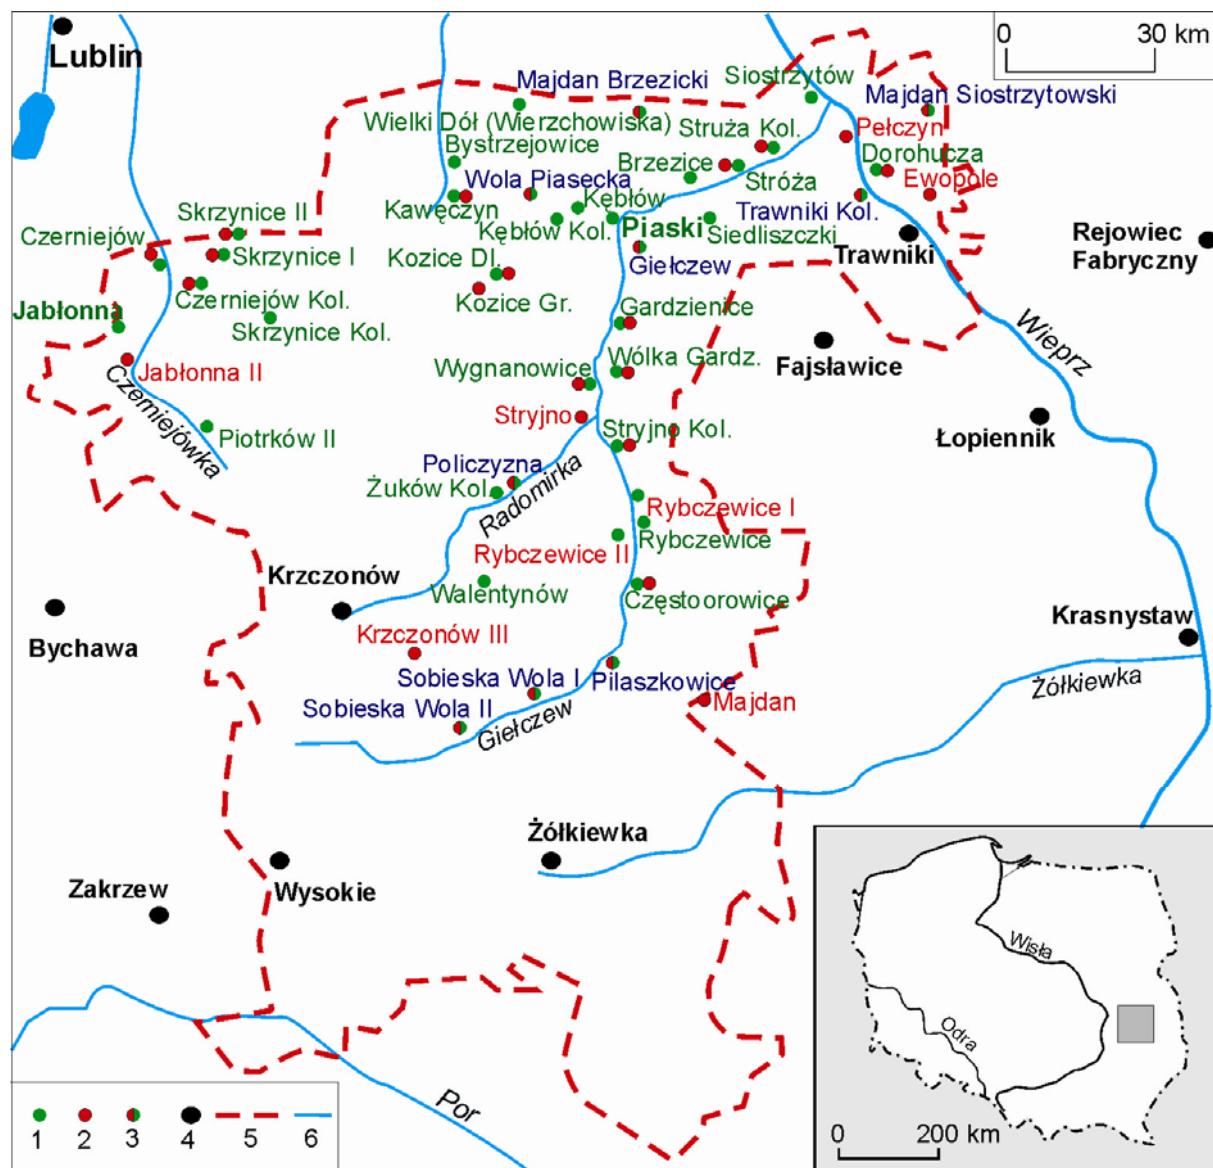 Lublin
0 30 km
Majdan Brzezicki
Siostrzytów
Majdan Siostrzytowski
Wielki Dół (Wierzchowiska)
Struża Kol.
Pełczyn
Bystrzejowice
Brzezice
Stróża
Dorohucza
Wola Piasecka
Ewopole
Kawęczyn
Kębłów
Kębłów Kol.
Piaski
Siedliszczki
Trawniki Kol.
Skrzynice II
Czerniejów
Skrzynice I
Kozice Dl.
Giełczew
Trawniki
Rejowiec
Fabryczny
Czerniejów Kol.
Kozice Gr.
Jabłonna
Skrzynice Kol.
Gardzienice
Wieprz
Jabłonna II
Wygnanowice
Wólka Gardz.
Fajsławice
Czerniejówka
Stryjno
Stryjno Kol.
Łopiennik
Piotrków II
Policzyzna
Żuków Kol.
Radomirka
Rybczewice I
Rybczewice II
Rybczewice
Krzczonów
Walentynów
Częstoorowice
Bychawa
Krzczonów III
Krasnystaw
Sobieska Wola I
Pilaszkowice
Żółkiewka
Sobieska Wola II
Giełczew
Majdan
Żółkiewka
Zakrzew
Wysokie
Wisła
Odra
Por
1 2 3 4 5 6
0 200 km